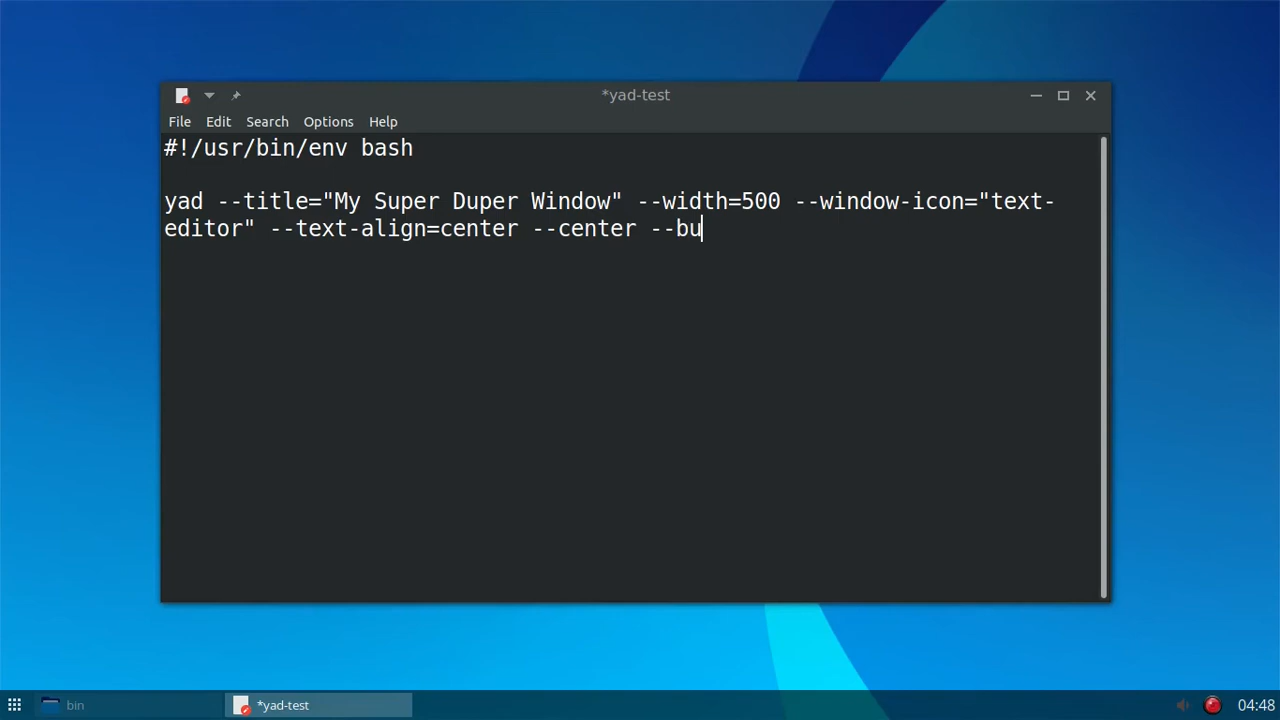 *yad-test
File Edit Search Options Help
#!/usr/bin/env bash
yad --title="My Super Duper Window" --width=500 --window-icon="text-
editor" --text-align=center --center --bu
bin *yad-test 04:48